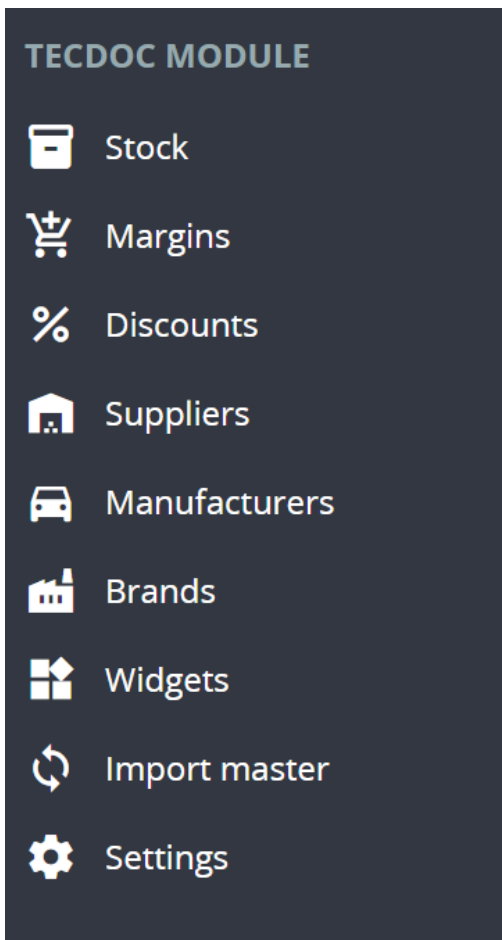 TECDOC MODULE
Stock
Margins
Discounts
Suppliers
Manufacturers
Brands
Widgets
Import master
Settings